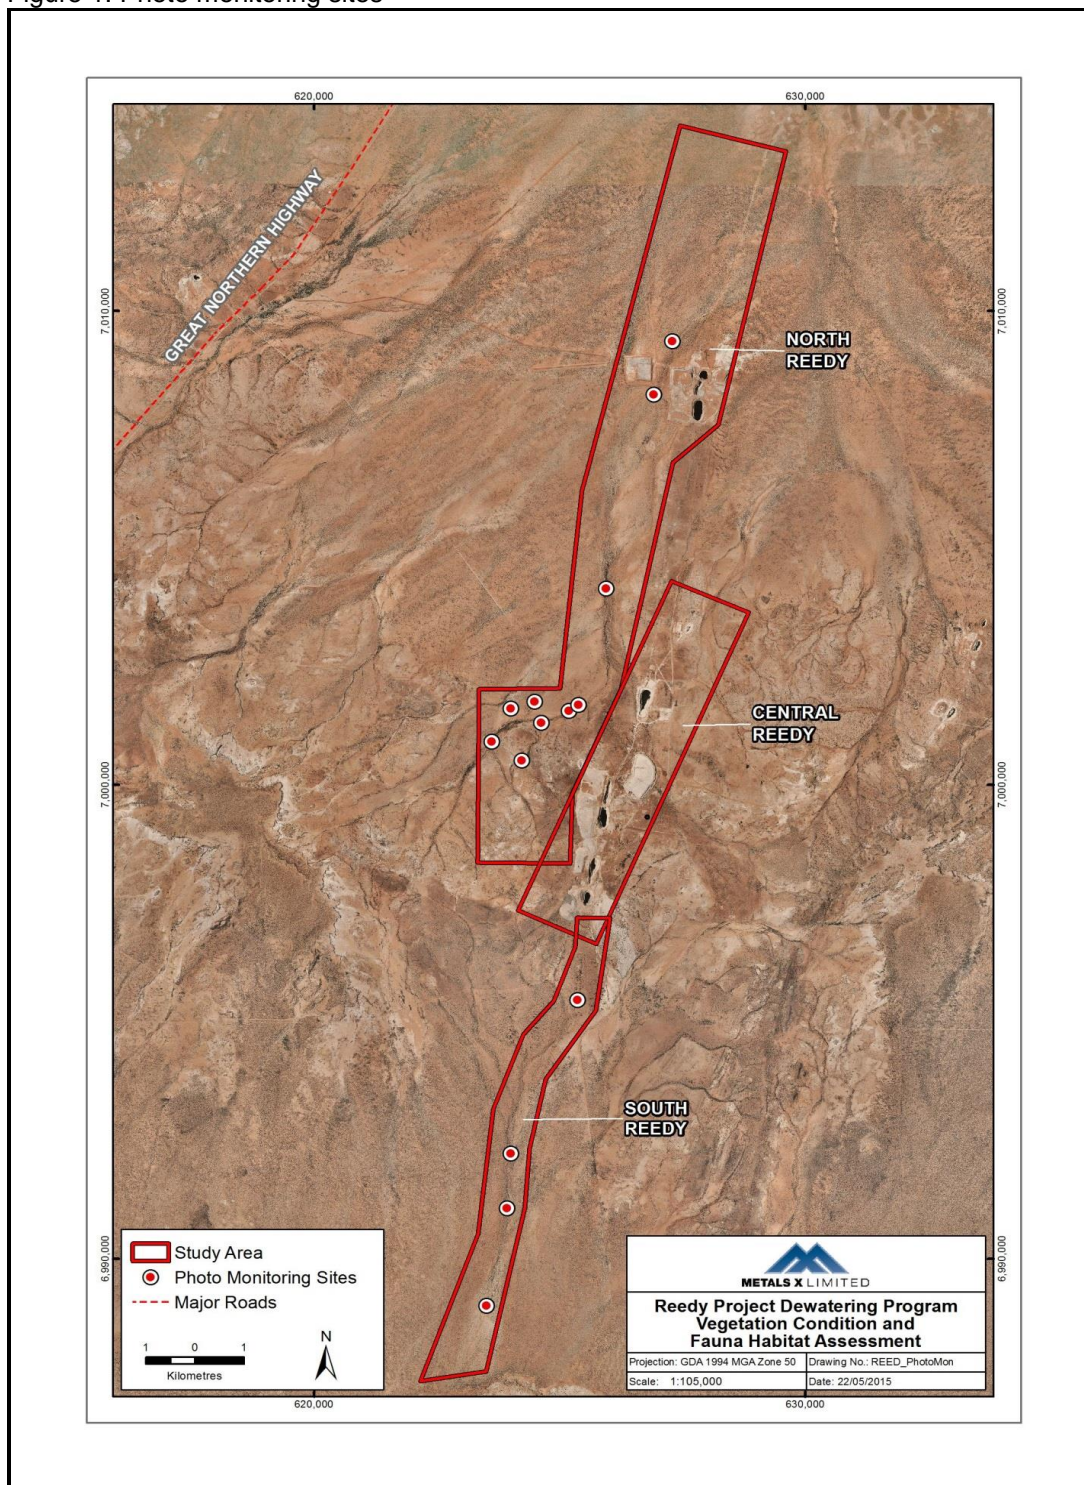 Figure 1: Photo monitoring sites
620,000
630,000
GREAT NORTHERN HIGHWAY
7,010,000
7,010,000
NORTH
REEDY
CENTRAL
REEDY
7,000,000
7,000,000
SOUTH
REEDY
6,990,000
6,990,000
Study Area
Photo Monitoring Sites
Major Roads
N
1 0 1
Kilometres
METALS X LIMITED
Reedy Project Dewatering Program
Vegetation Condition and
Fauna Habitat Assessment
Projection: GDA 1994 MGA Zone 50 Drawing No.: REED_PhotoMon
Scale: 1:105,000 Date: 22/05/2015
620,000
630,000